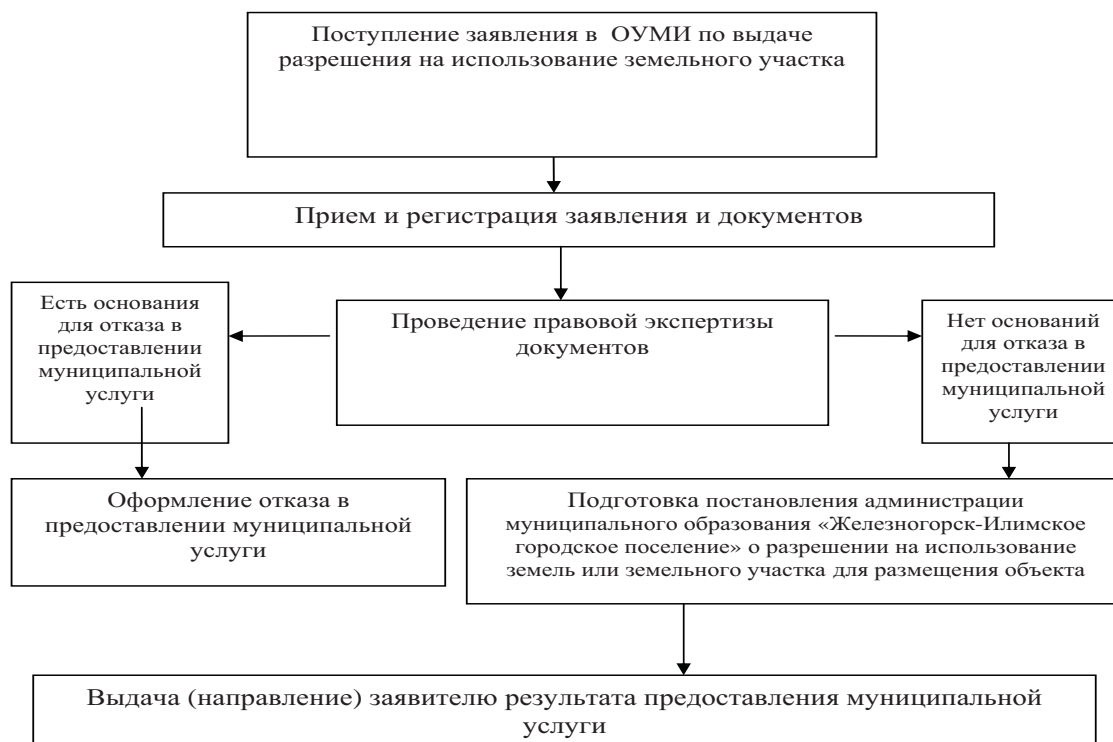 Поступление заявления в ОУМИ по выдаче
разрешения на использование земельного участка
Прием и регистрация заявления и документов
Есть основания
для отказа в
предоставлении
муниципальной
услуги
Проведение правовой экспертизы
документов
Нет оснований
для отказа в
предоставлении
муниципальной
услуги
Оформление отказа в
предоставлении муниципальной
услуги
Подготовка постановления администрации
муниципального образования «Железногорск-Илимское
городское поселение» о разрешении на использование
земель или земельного участка для размещения объекта
Выдача (направление) заявителю результата предоставления муниципальной
услуги